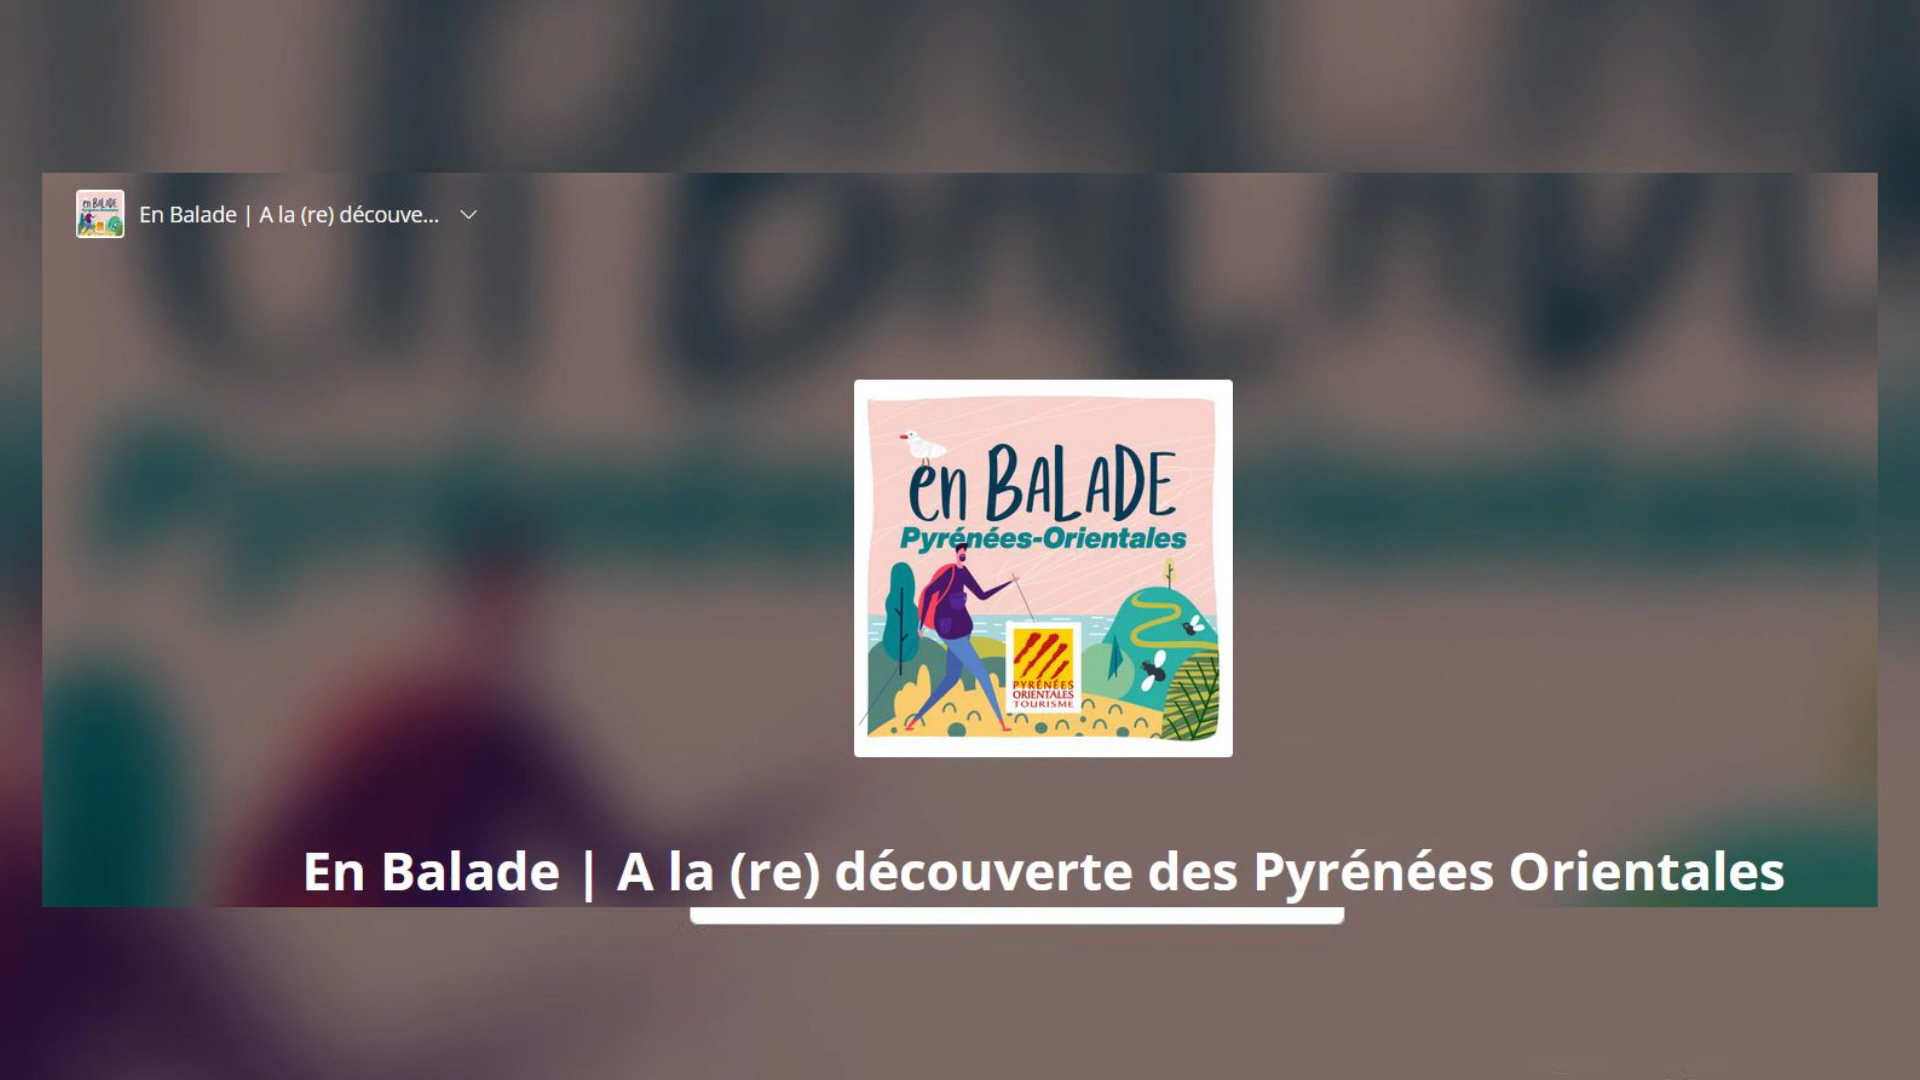 En Balade | A la (re) découve...
en BALADE
Pyrénées-Orientales
PYRÉNÉES
ORIENTALES
TOURISME
En Balade | A la (re) découverte des Pyrénées Orientales